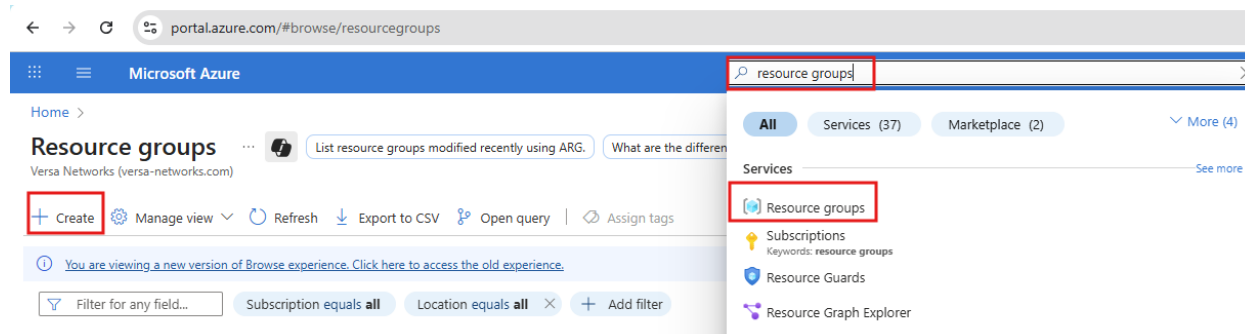 portal.azure.com/#browse/resourcegroups
Microsoft Azure
resource groups
Home >
Resource groups ...
List resource groups modified recently using ARG.
What are the differen
Versa Networks (versa-networks.com)
+ Create
Manage view
Refresh
Export to CSV
Open query
Assign tags
You are viewing a new version of Browse experience. Click here to access the old experience.
Filter for any field...
Subscription equals all
Location equals all
Add filter
All
Services (37)
Marketplace (2)
More (4)
Services
See more
Resource groups
Subscriptions
Keywords: resource groups
Resource Guards
Resource Graph Explorer